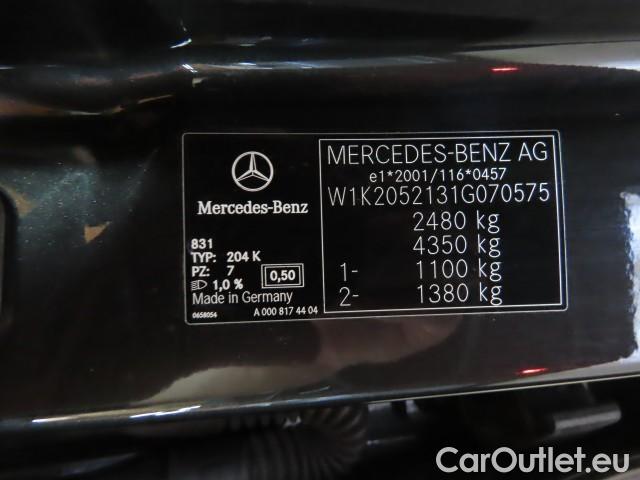 Mercedes-Benz
831
TYP: 204 K
PZ: 7
0,50
1,0 %
Made in Germany
0658054
A 000 817 44 04
MERCEDES-BENZ AG
e1*2001/116*0457
W1K2052131G070575
2480 kg
4350 kg
1- 1100 kg
2- 1380 kg
CarOutlet.eu